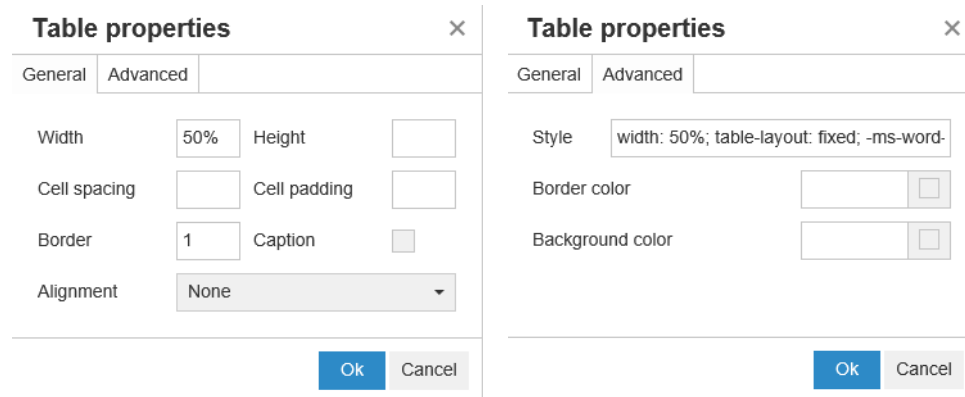 Table properties ×
General Advanced
Width 50% Height
Cell spacing Cell padding
Border 1 Caption
Alignment None
Ok Cancel
Table properties ×
General Advanced
Style width: 50%; table-layout: fixed; -ms-word-
Border color
Background color
Ok Cancel